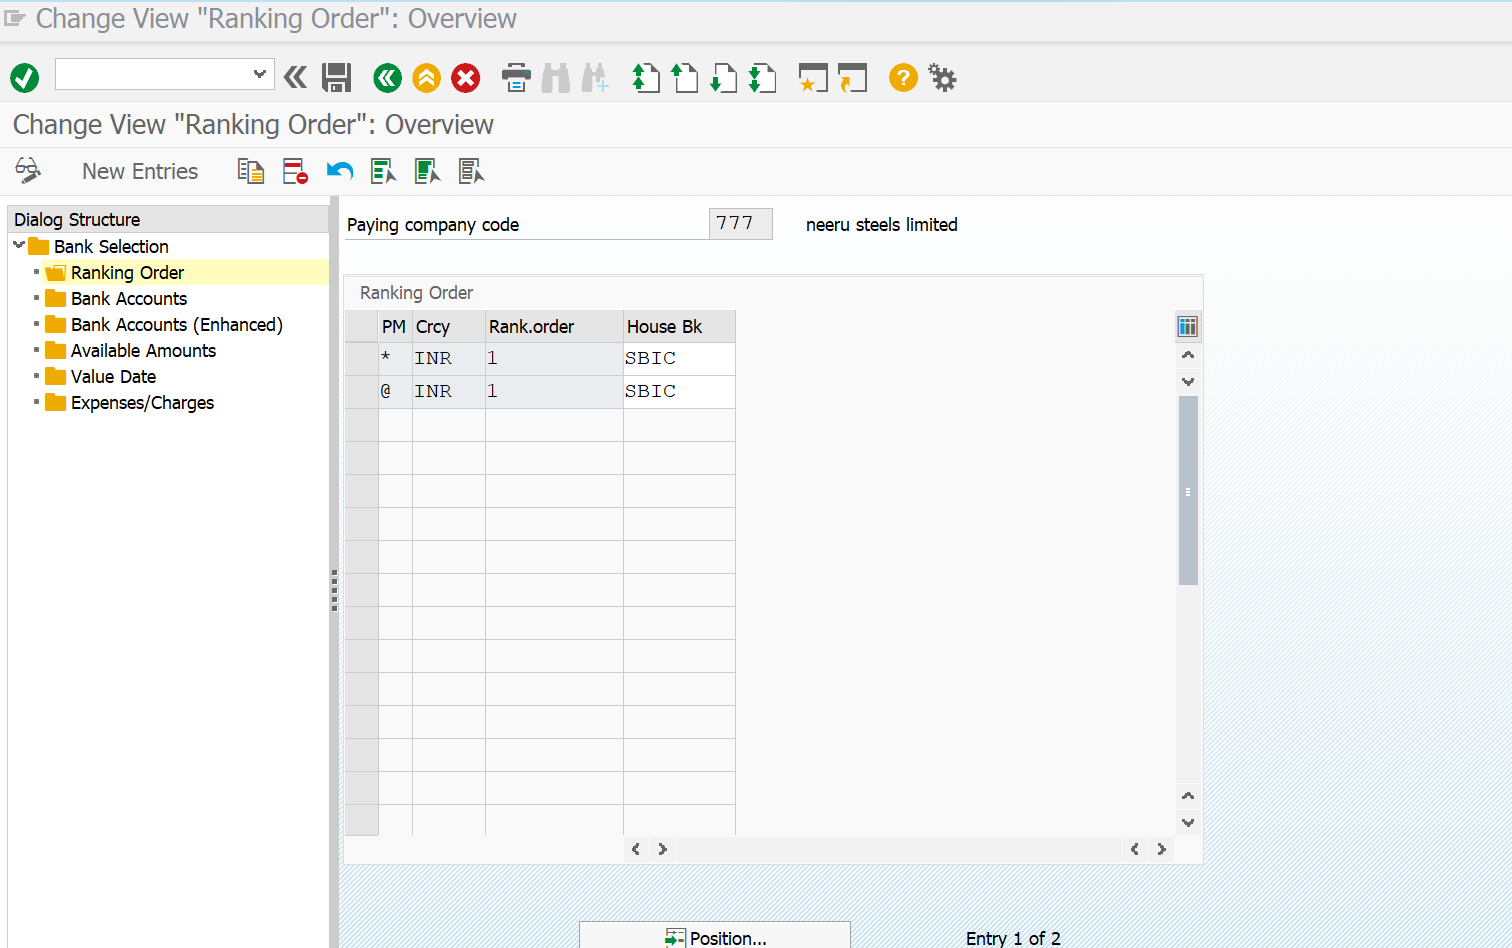 Change View "Ranking Order": Overview
Change View "Ranking Order": Overview
New Entries
Dialog Structure
Bank Selection
Ranking Order
Bank Accounts
Bank Accounts (Enhanced)
Available Amounts
Value Date
Expenses/Charges
Paying company code 777 neeru steels limited
Ranking Order
PM Crcy Rank.order House Bk
* INR 1 SBIC
@ INR 1 SBIC
Position... Entry 1 of 2